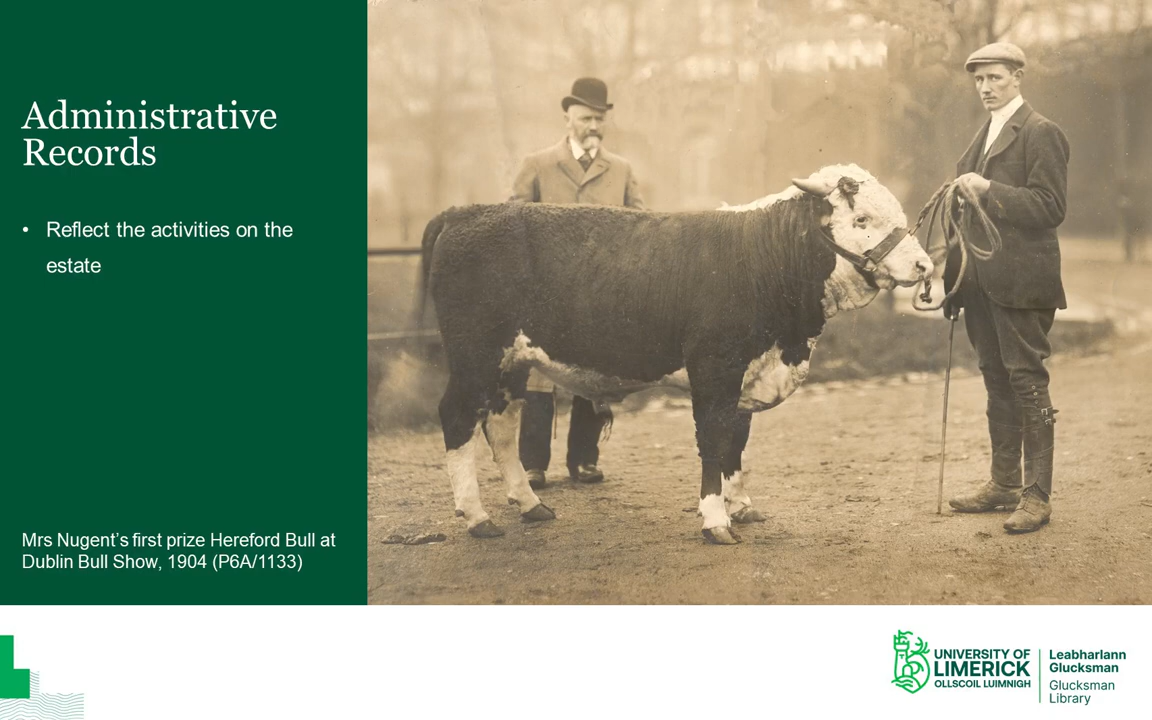 Administrative
Records
• Reflect the activities on the
estate
Mrs Nugent's first prize Hereford Bull at
Dublin Bull Show, 1904 (P6A/1133)
UNIVERSITY OF
LIMERICK
OLLSCOIL LUIMNIGH
Leabharlann
Glucksman
Glucksman
Library